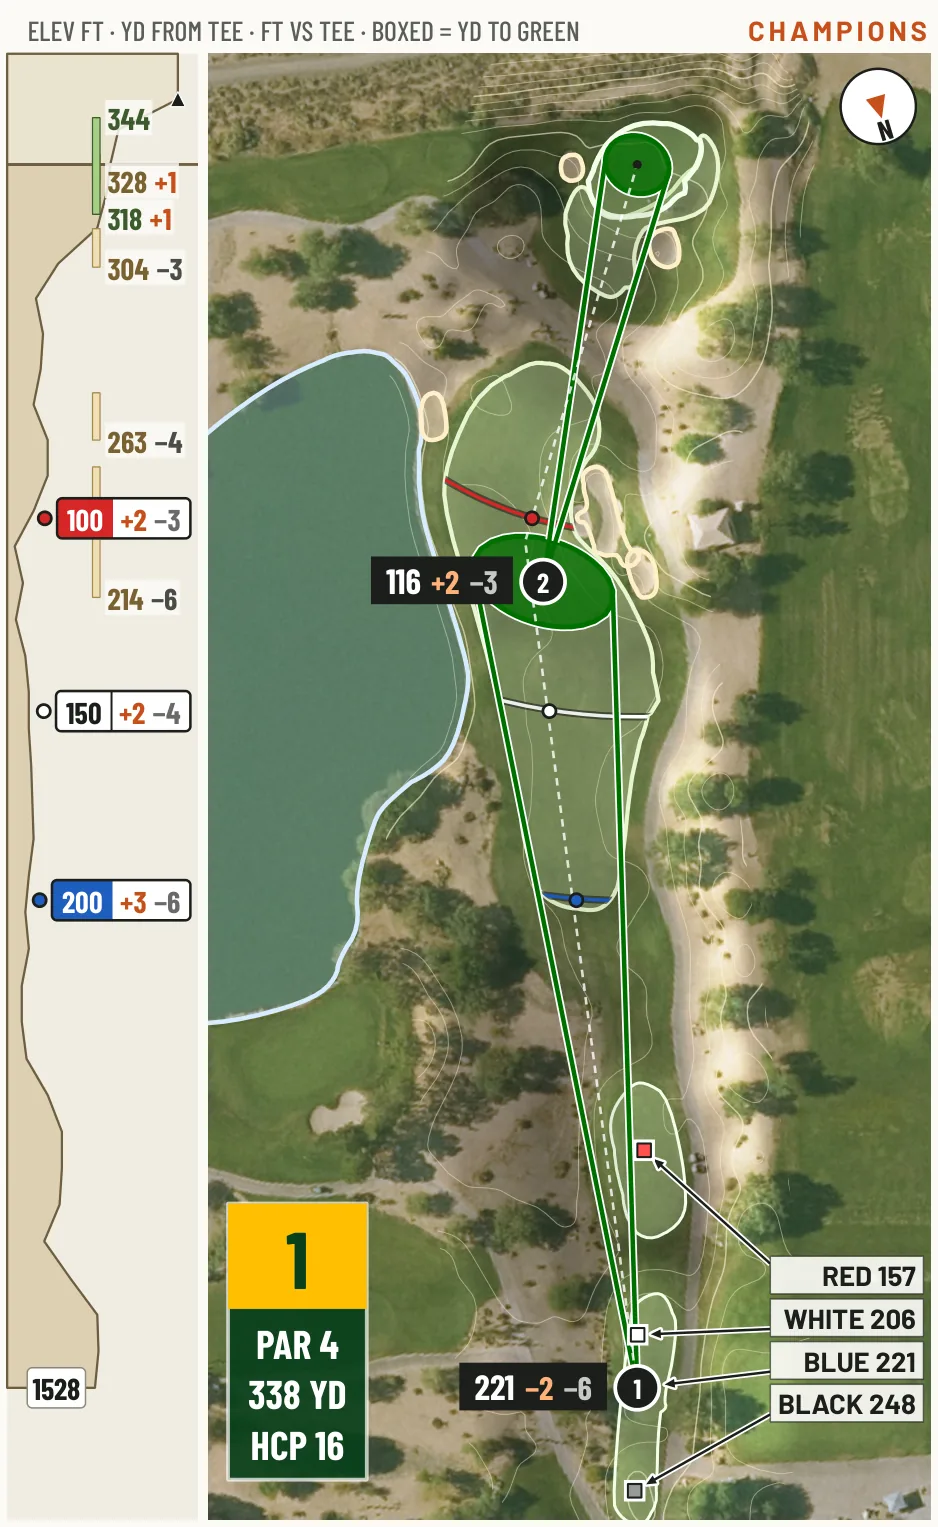 ELEV FT · YD FROM TEE · FT VS TEE · BOXED = YD TO GREEN
CHAMPIONS
N
344
328 +1
318 +1
304 −3
263 −4
100 +2 −3
116 +2 −3
2
214 −6
150 +2 −4
200 +3 −6
1
PAR 4
338 YD
HCP 16
RED 157
WHITE 206
BLUE 221
BLACK 248
221 −2 −6
1
1528